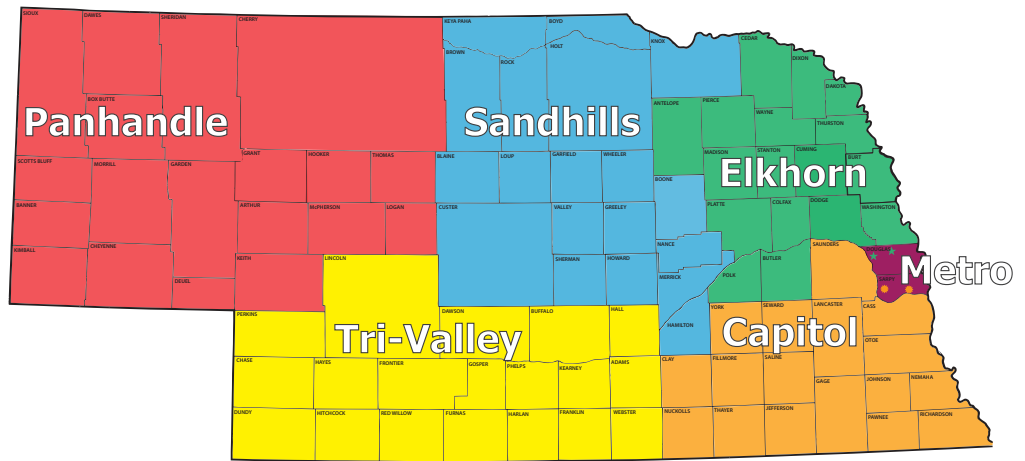 SIOUX
DAWES
SHERIDAN
CHERRY
KEYA PAHA
BOYD
BROWN
ROCK
HOLT
KNOX
CEDAR
DIXON
DAKOTA
BOX BUTTE
ANTELOPE
PIERCE
WAYNE
THURSTON
Panhandle
Sandhills
SCOTTS BLUFF
MORRILL
GARDEN
GRANT
HOOKER
THOMAS
BLAINE
LOUP
GARFIELD
WHEELER
BOONE
MADISON
STANTON
CUMING
BURT
Elkhorn
BANNER
ARTHUR
McPHERSON
LOGAN
CUSTER
VALLEY
GREELEY
PLATTE
COLFAX
DODGE
WASHINGTON
KIMBALL
CHEYENNE
DEUEL
KEITH
LINCOLN
SHERMAN
HOWARD
NANCE
MERRICK
POLK
BUTLER
SAUNDERS
DOUGLAS
SARPY
Metro
PERKINS
DAWSON
BUFFALO
HALL
HAMILTON
YORK
SEWARD
LANCASTER
CASS
OTOE
Tri-Valley
Capitol
CHASE
HAYES
FRONTIER
GOSPER
PHELPS
KEARNEY
ADAMS
CLAY
FILLMORE
SALINE
GAGE
JOHNSON
NEMAHA
DUNDY
HITCHCOCK
RED WILLOW
FURNAS
HARLAN
FRANKLIN
WEBSTER
NUCKOLLS
THAYER
JEFFERSON
PAWNEE
RICHARDSON